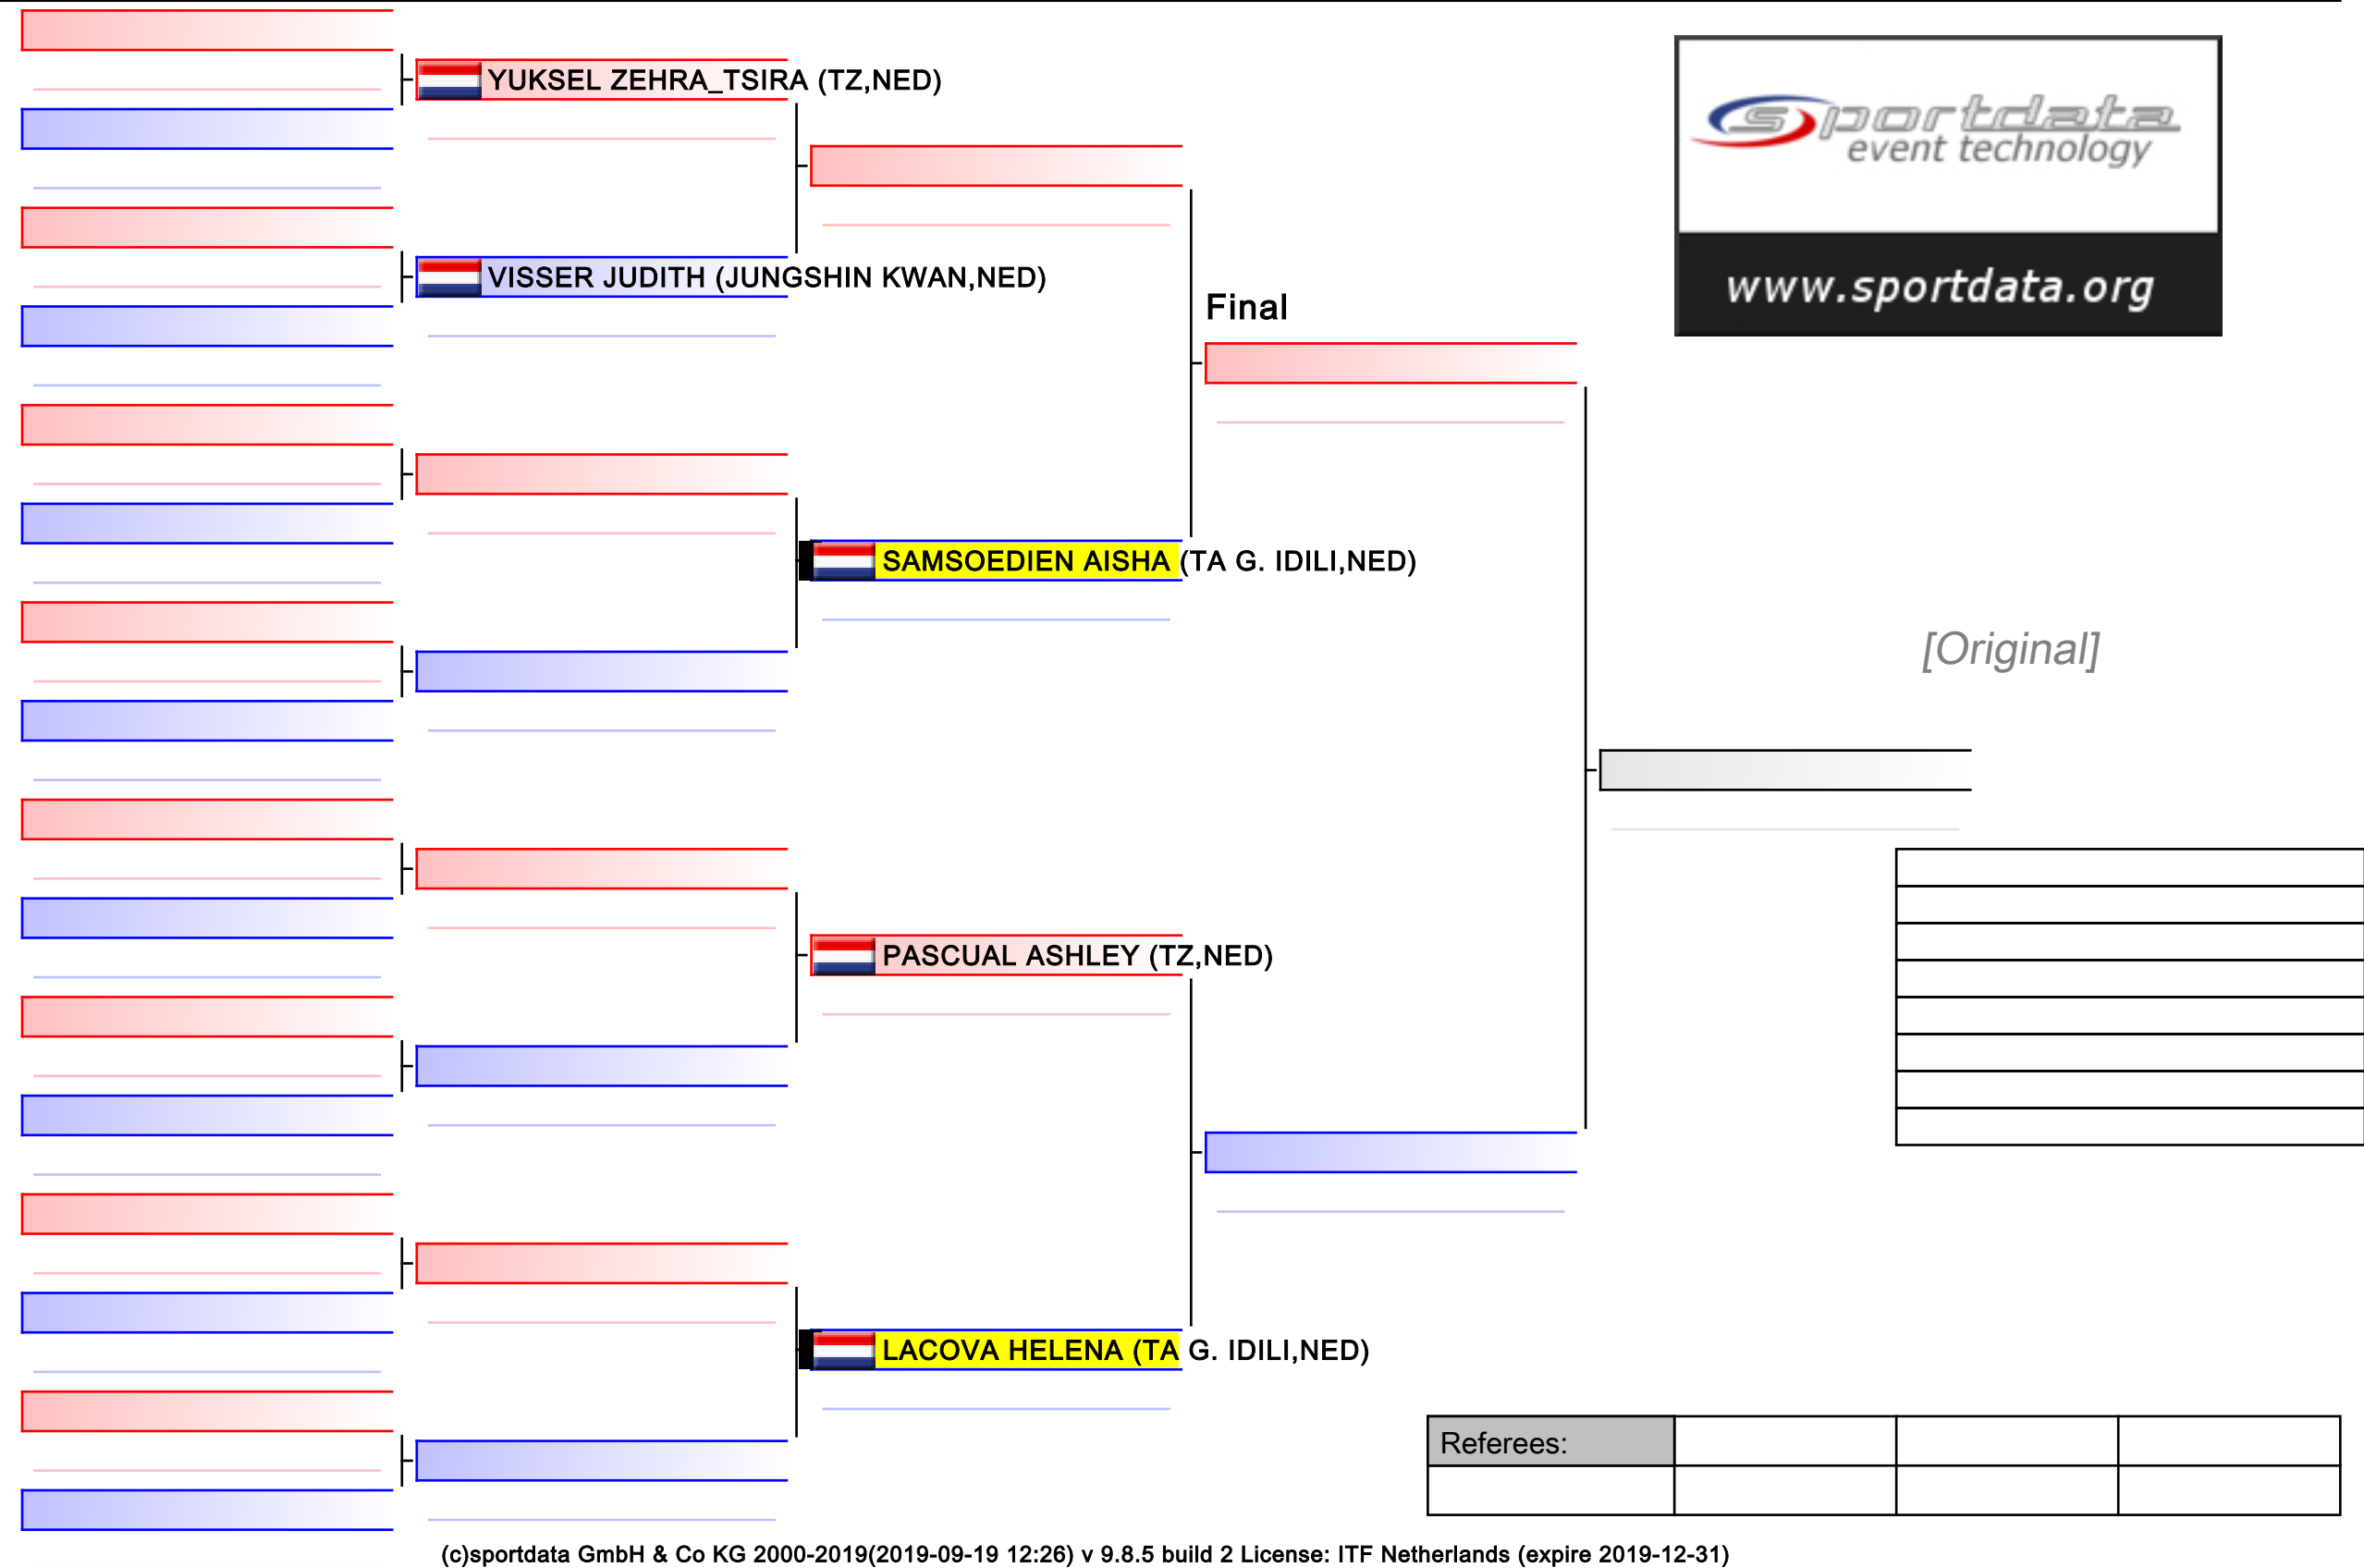 YUKSEL ZEHRA_TSIRA (TZ,NED)
sportdata
event technology
www.sportdata.org
VISSER JUDITH (JUNGSHIN KWAN,NED)
Final
SAMSOEDIEN AISHA (TA G. IDILI,NED)
[Original]
PASCUAL ASHLEY (TZ,NED)
LACOVA HELENA (TA G. IDILI,NED)
Referees:
(c)sportdata GmbH & Co KG 2000-2019(2019-09-19 12:26) v 9.8.5 build 2 License: ITF Netherlands (expire 2019-12-31)